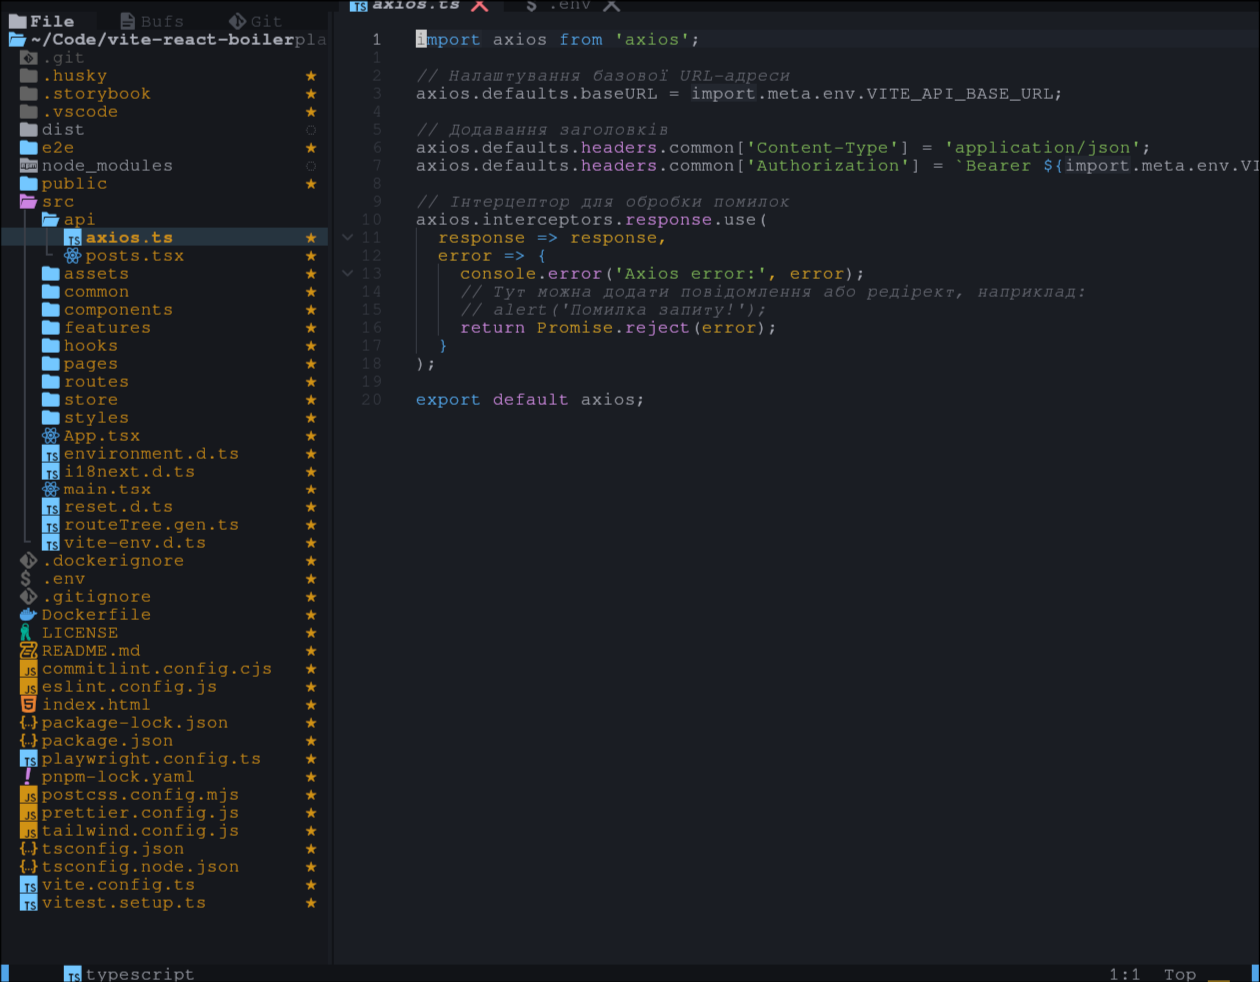 File Bufs Git
axios.ts .env
~/Code/vite-react-boilerpla
.git
.husky
.storybook
.vscode
dist
e2e
node_modules
public
src
api
axios.ts
posts.tsx
assets
common
components
features
hooks
pages
routes
store
styles
App.tsx
environment.d.ts
i18next.d.ts
main.tsx
reset.d.ts
routeTree.gen.ts
vite-env.d.ts
.dockerignore
.env
.gitignore
Dockerfile
LICENSE
README.md
commitlint.config.cjs
eslint.config.js
index.html
package-lock.json
package.json
playwright.config.ts
pnpm-lock.yaml
postcss.config.mjs
prettier.config.js
tailwind.config.js
tsconfig.json
tsconfig.node.json
vite.config.ts
vitest.setup.ts
1 import axios from 'axios';
1
2 // Налаштування базової URL-адреси
3 axios.defaults.baseURL = import.meta.env.VITE_API_BASE_URL;
4
5 // Додавання заголовків
6 axios.defaults.headers.common['Content-Type'] = 'application/json';
7 axios.defaults.headers.common['Authorization'] = `Bearer ${import.meta.env.VI
8
9 // Інтерцептор для обробки помилок
10 axios.interceptors.response.use(
11 response => response,
12 error => {
13 console.error('Axios error:', error);
14 // Тут можна додати повідомлення або редірект, наприклад:
15 // alert('Помилка запиту!');
16 return Promise.reject(error);
17 }
18 );
19
20 export default axios;
typescript 1:1 Top